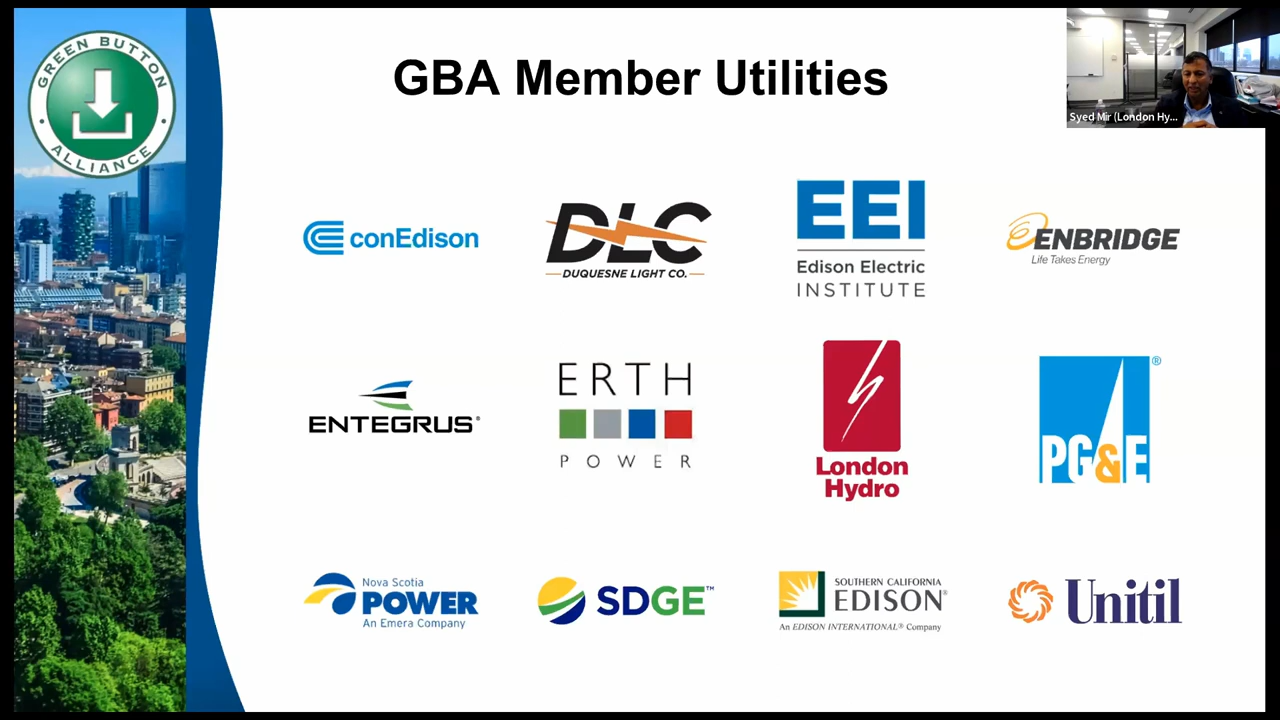 GREEN BUTTON
ALLIANCE
GBA Member Utilities
Syed Mir (London Hy...
conEdison
DLC
DUQUESNE LIGHT CO.
EEI
Edison Electric
INSTITUTE
ENBRIDGE
Life Takes Energy
ENTEGRUS®
ERTH
POWER
London
Hydro
PG&E®
Nova Scotia
POWER
An Emera Company
SDGE™
SOUTHERN CALIFORNIA
EDISON®
An EDISON INTERNATIONAL® Company
Unitil